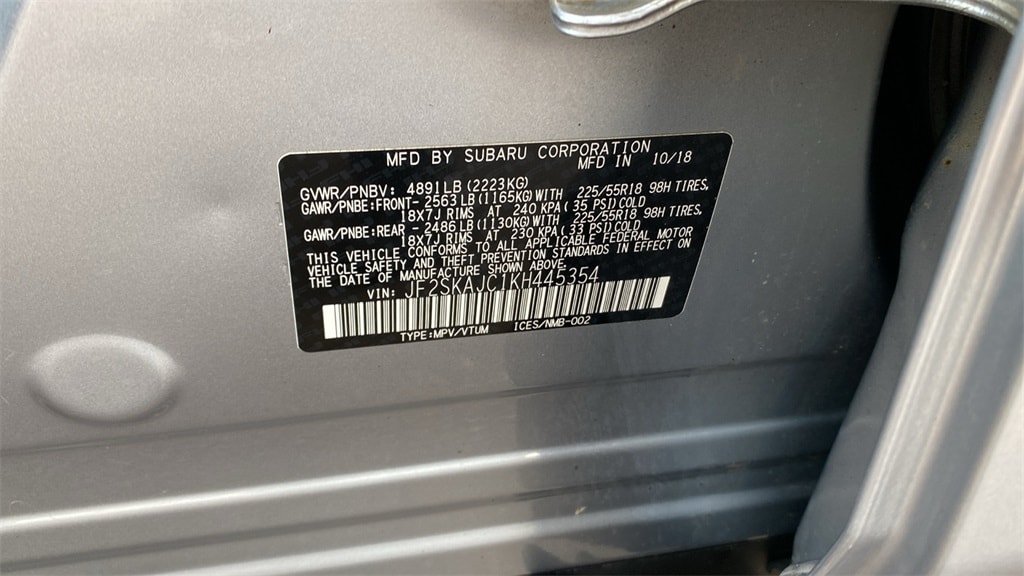 MFD BY SUBARU CORPORATION
MFD IN 10/18
GVWR/PNBV: 4891LB(2223KG)
GAWR/PNBE:FRONT- 2563LB(1165KG)WITH 225/55R18 98H TIRES,
18X7J RIMS AT 240 KPA(35 PSI)COLD
GAWR/PNBE:REAR - 2486LB(1130KG)WITH 225/55R18 98H TIRES,
18X7J RIMS AT 230 KPA(33 PSI)COLD
THIS VEHICLE CONFORMS TO ALL APPLICABLE FEDERAL MOTOR
VEHICLE SAFETY AND THEFT PREVENTION STANDARDS IN EFFECT ON
THE DATE OF MANUFACTURE SHOWN ABOVE.
VIN: JF2SKAJC1KH445354
TYPE:MPV/VTUM ICES/NMB-002